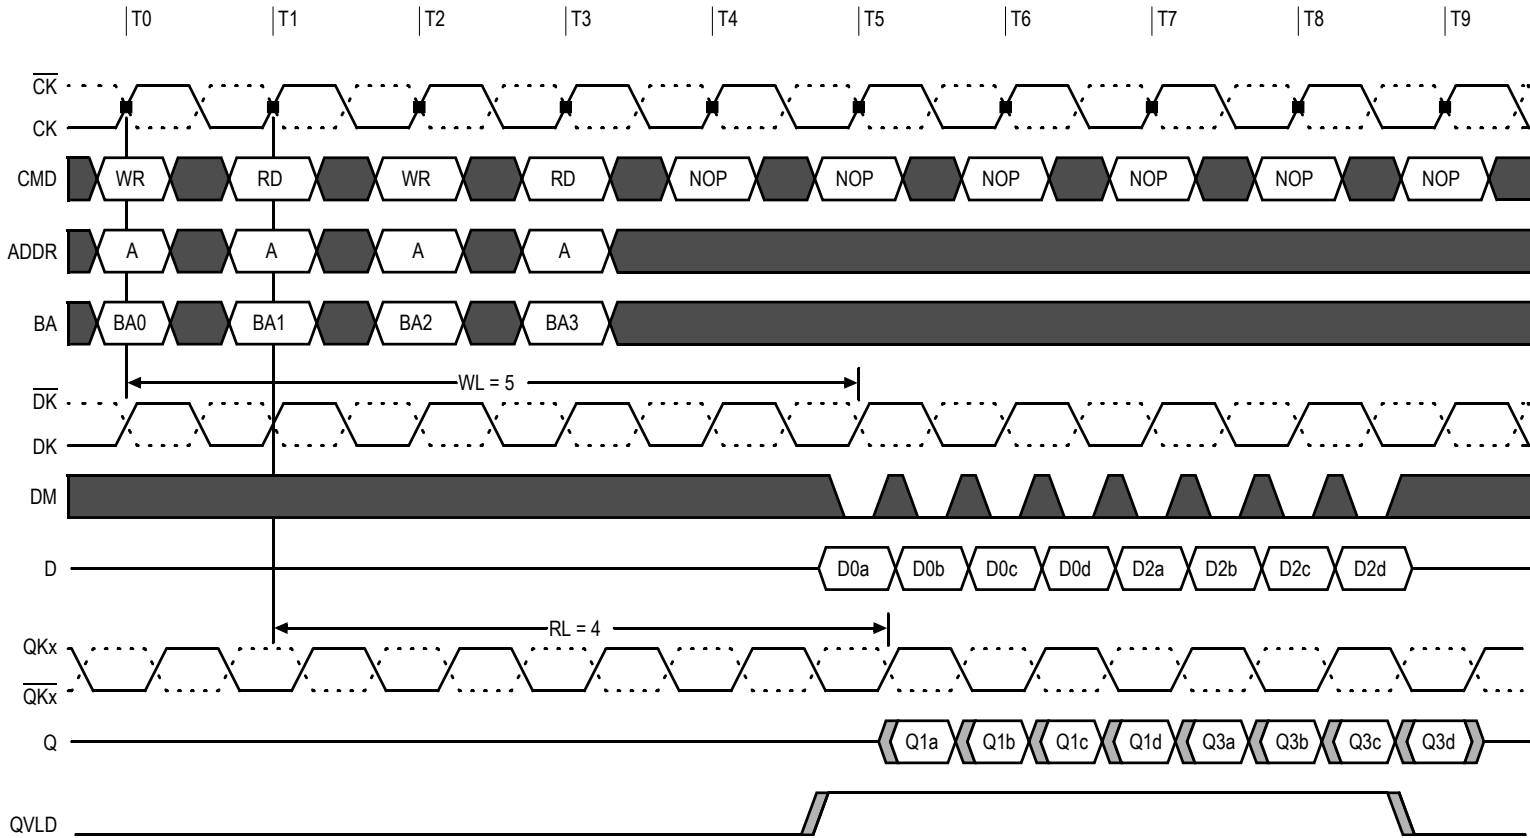 T0 T1 T2 T3 T4 T5 T6 T7 T8 T9
CK
CK
CMD WR RD WR RD NOP NOP NOP NOP NOP NOP
ADDR A A A A
BA BA0 BA1 BA2 BA3
WL = 5
DK
DK
DM
D D0a D0b D0c D0d D2a D2b D2c D2d
RL = 4
QKx
QKx
Q Q1a Q1b Q1c Q1d Q3a Q3b Q3c Q3d
QVLD